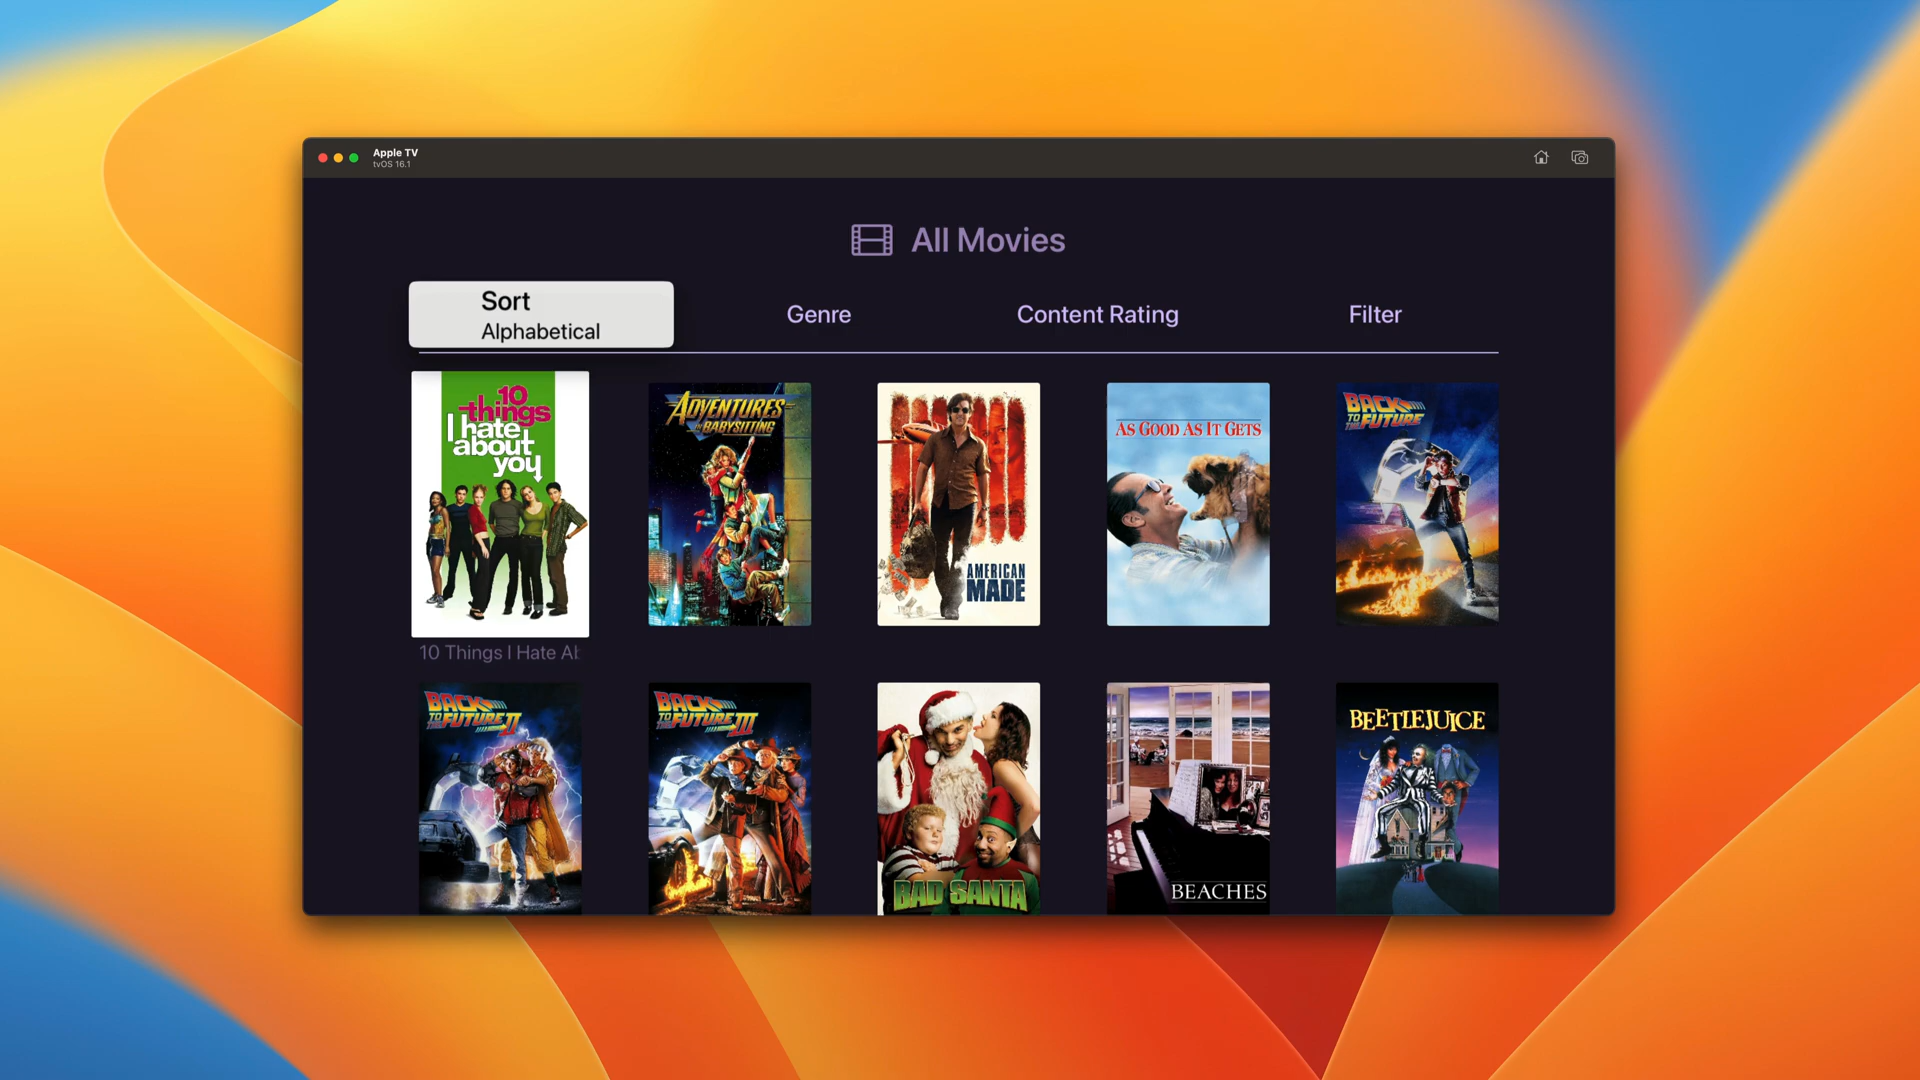 Apple TV
tvOS 16.1
All Movies
Sort
Alphabetical
Genre
Content Rating
Filter
10
things
I hate
about
you
ADVENTURES
IN BABYSITTING
AMERICAN
MADE
AS GOOD AS IT GETS
BACK
TO THE FUTURE
10 Things I Hate Ab
BACK
TO THE FUTURE II
BACK
TO THE FUTURE III
BAD SANTA
BEACHES
BEETLEJUICE